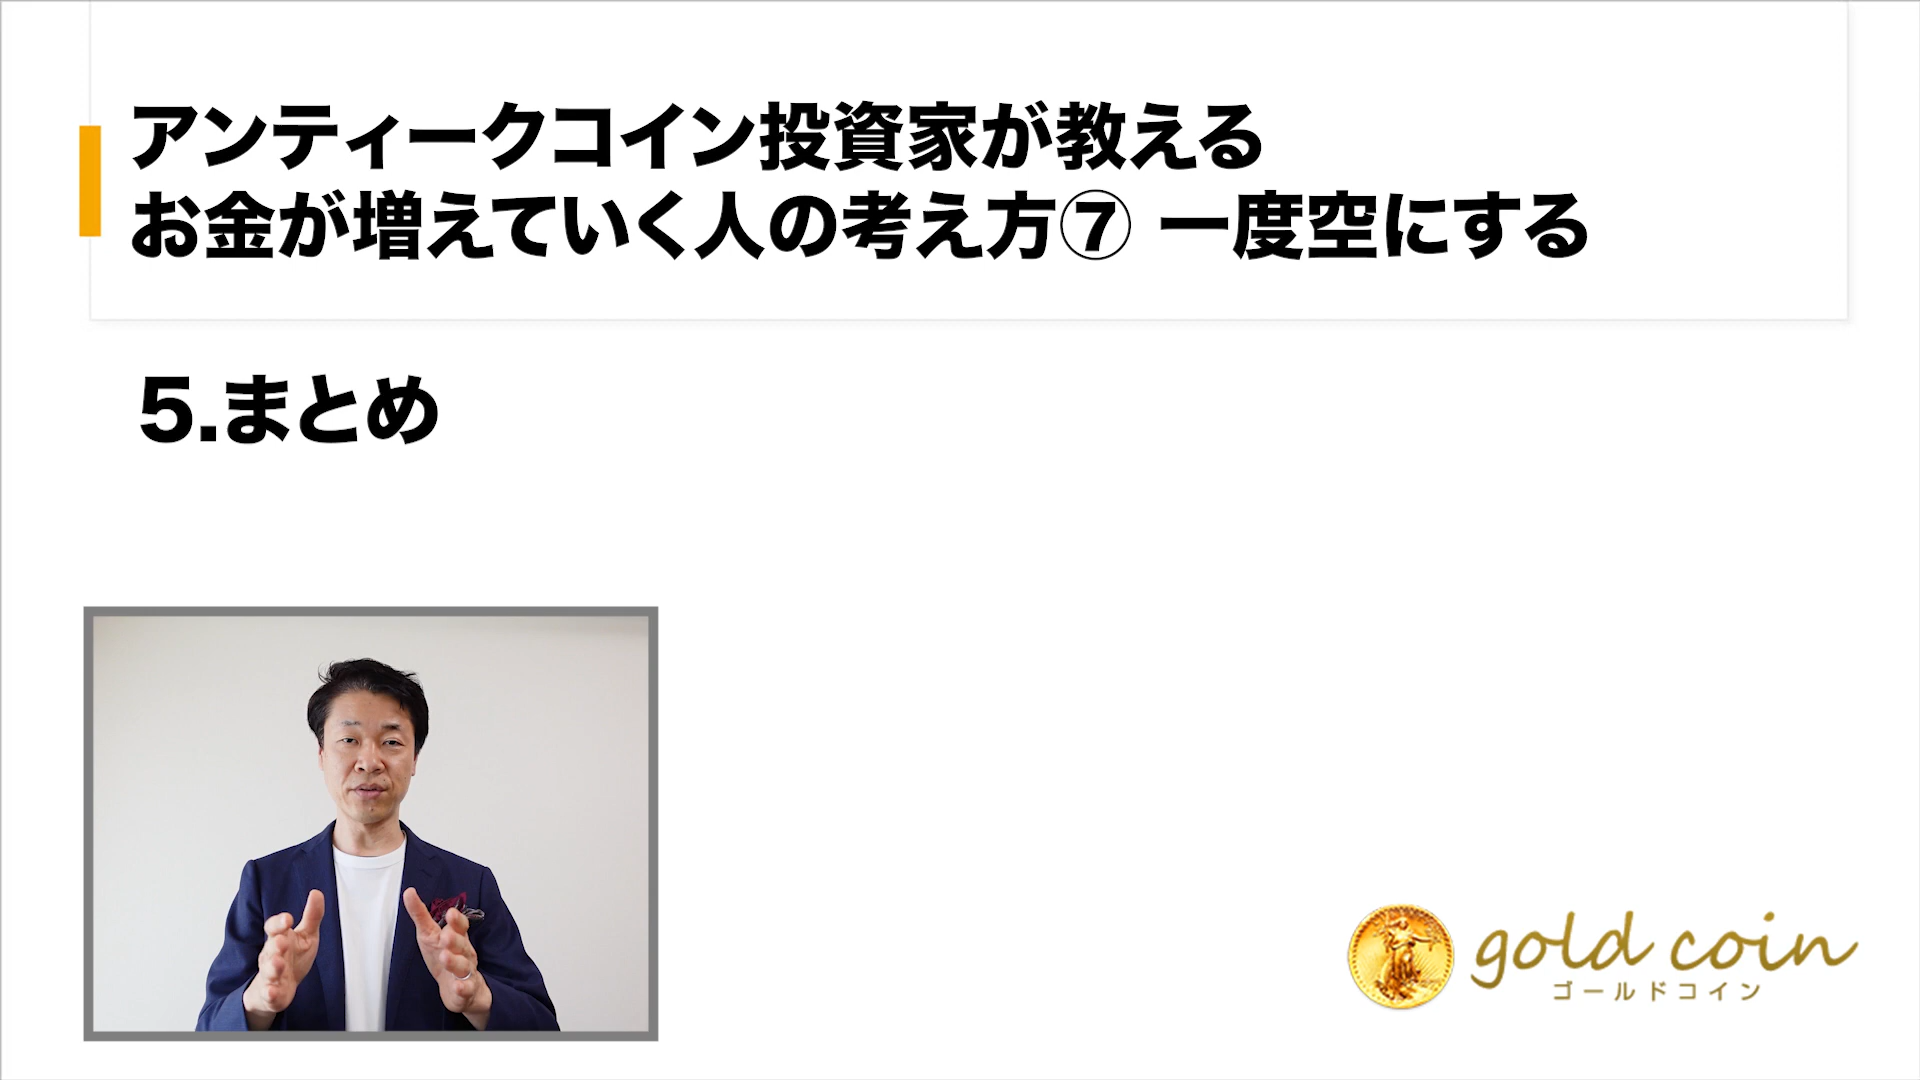 アンティークコイン投資家が教える
お金が増えていく人の考え方⑦ 一度空にする
5.まとめ
gold coin
ゴールドコイン